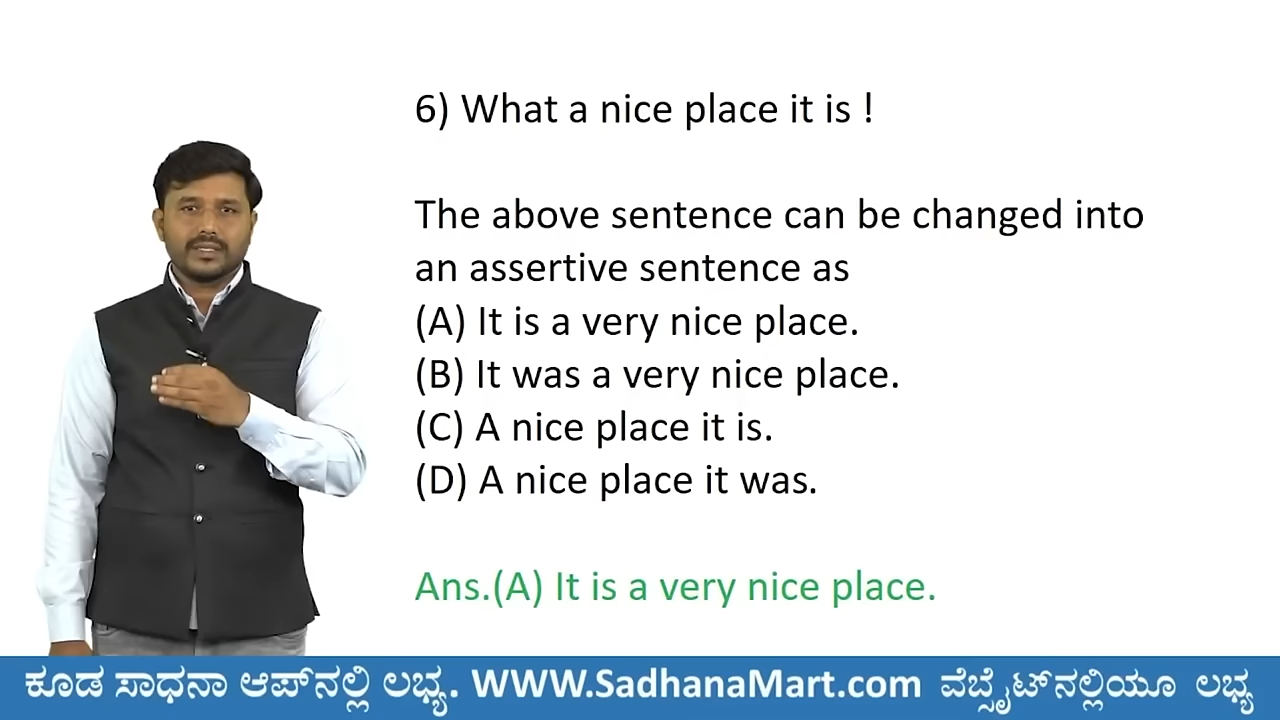 6) What a nice place it is !
The above sentence can be changed into
an assertive sentence as
(A) It is a very nice place.
(B) It was a very nice place.
(C) A nice place it is.
(D) A nice place it was.
Ans.(A) It is a very nice place.
ಕೂಡ ಸಾಧನಾ ಆಪ್‌ನಲ್ಲಿ ಲಭ್ಯ. WWW.SadhanaMart.com ವೆಬ್ಸೈಟ್‌ನಲ್ಲಿಯೂ ಲಭ್ಯ